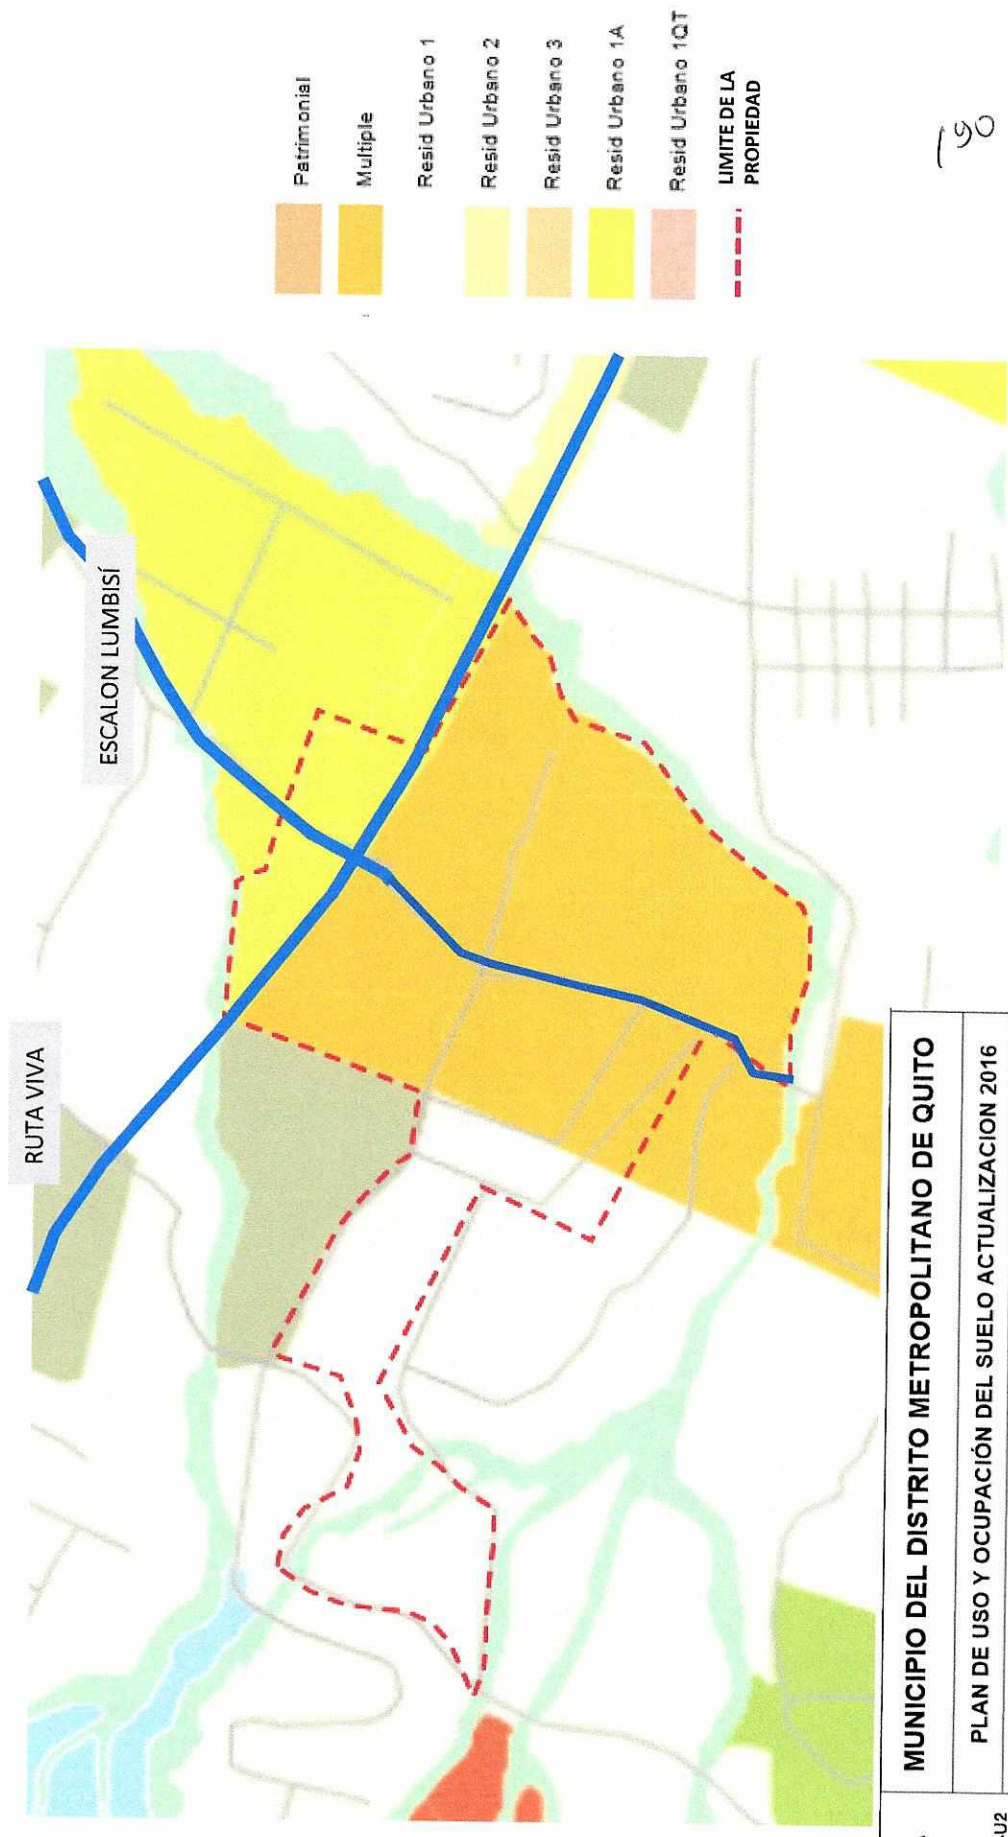 RUTA VIVA
ESCALON LUMBISÍ
Patrimonial
Multiple
Resid Urbano 1
Resid Urbano 2
Resid Urbano 3
Resid Urbano 1A
Resid Urbano 1QT
LIMITE DE LA
PROPIEDAD
190
MUNICIPIO DEL DISTRITO METROPOLITANO DE QUITO
PLAN DE USO Y OCUPACIÓN DEL SUELO ACTUALIZACION 2016